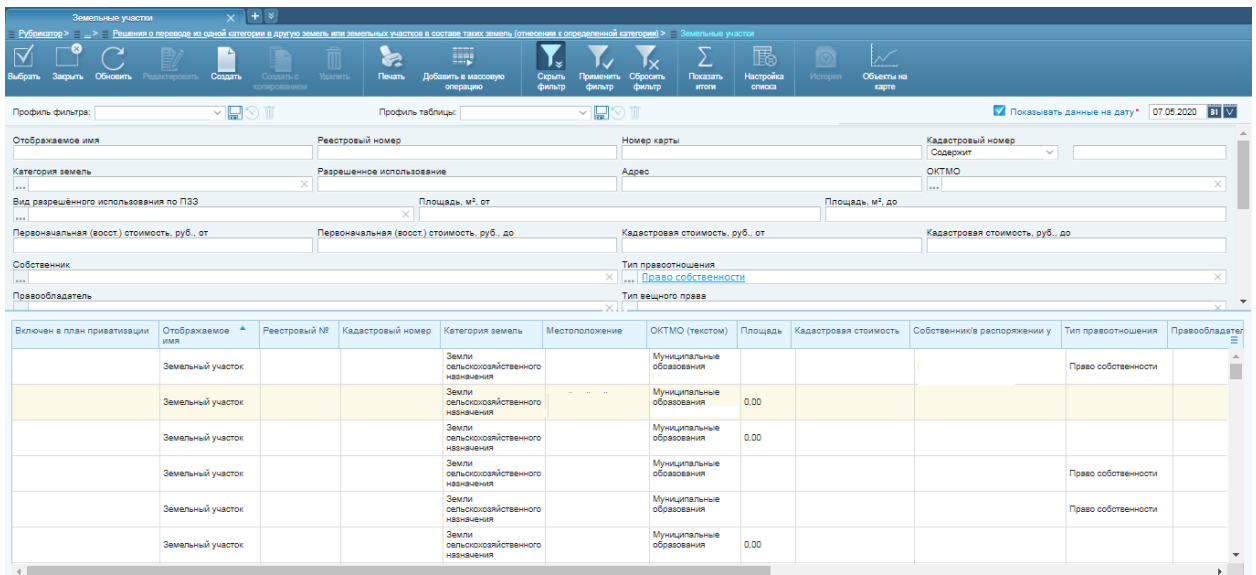 Земельные участки
Рубрикатор > ... > Решения о переводе из одной категории в другую земель или земельных участков в составе таких земель (отнесении к определенной категории) > Земельные участки
Выбрать Закрыть Обновить Редактировать Создать Создать с копированием Удалить Печать Добавить в массовую операцию Скрыть фильтр Применить фильтр Сбросить фильтр Показать итоги Настройка списка История Объекты на карте
Профиль фильтра: Профиль таблицы: Показывать данные на дату* 07.05.2020 31
Отображаемое имя Реестровый номер Номер карты Кадастровый номер
Содержит
Категория земель Разрешенное использование Адрес ОКТМО
Вид разрешённого использования по ПЗЗ Площадь, м², от Площадь, м², до
Первоначальная (восст.) стоимость, руб., от Первоначальная (восст.) стоимость, руб., до Кадастровая стоимость, руб., от Кадастровая стоимость, руб., до
Собственник Тип правоотношения
Право собственности
Правообладатель Тип вещного права
Включен в план приватизации Отображаемое имя Реестровый № Кадастровый номер Категория земель Местоположение ОКТМО (текстом) Площадь Кадастровая стоимость Собственник/в распоряжении у Тип правоотношения Правообладател
Земельный участок Земли сельскохозяйственного назначения Муниципальные образования Право собственности
Земельный участок Земли сельскохозяйственного назначения Муниципальные образования 0,00
Земельный участок Земли сельскохозяйственного назначения Муниципальные образования 0,00
Земельный участок Земли сельскохозяйственного назначения Муниципальные образования Право собственности
Земельный участок Земли сельскохозяйственного назначения Муниципальные образования Право собственности
Земельный участок Земли сельскохозяйственного назначения Муниципальные образования 0,00